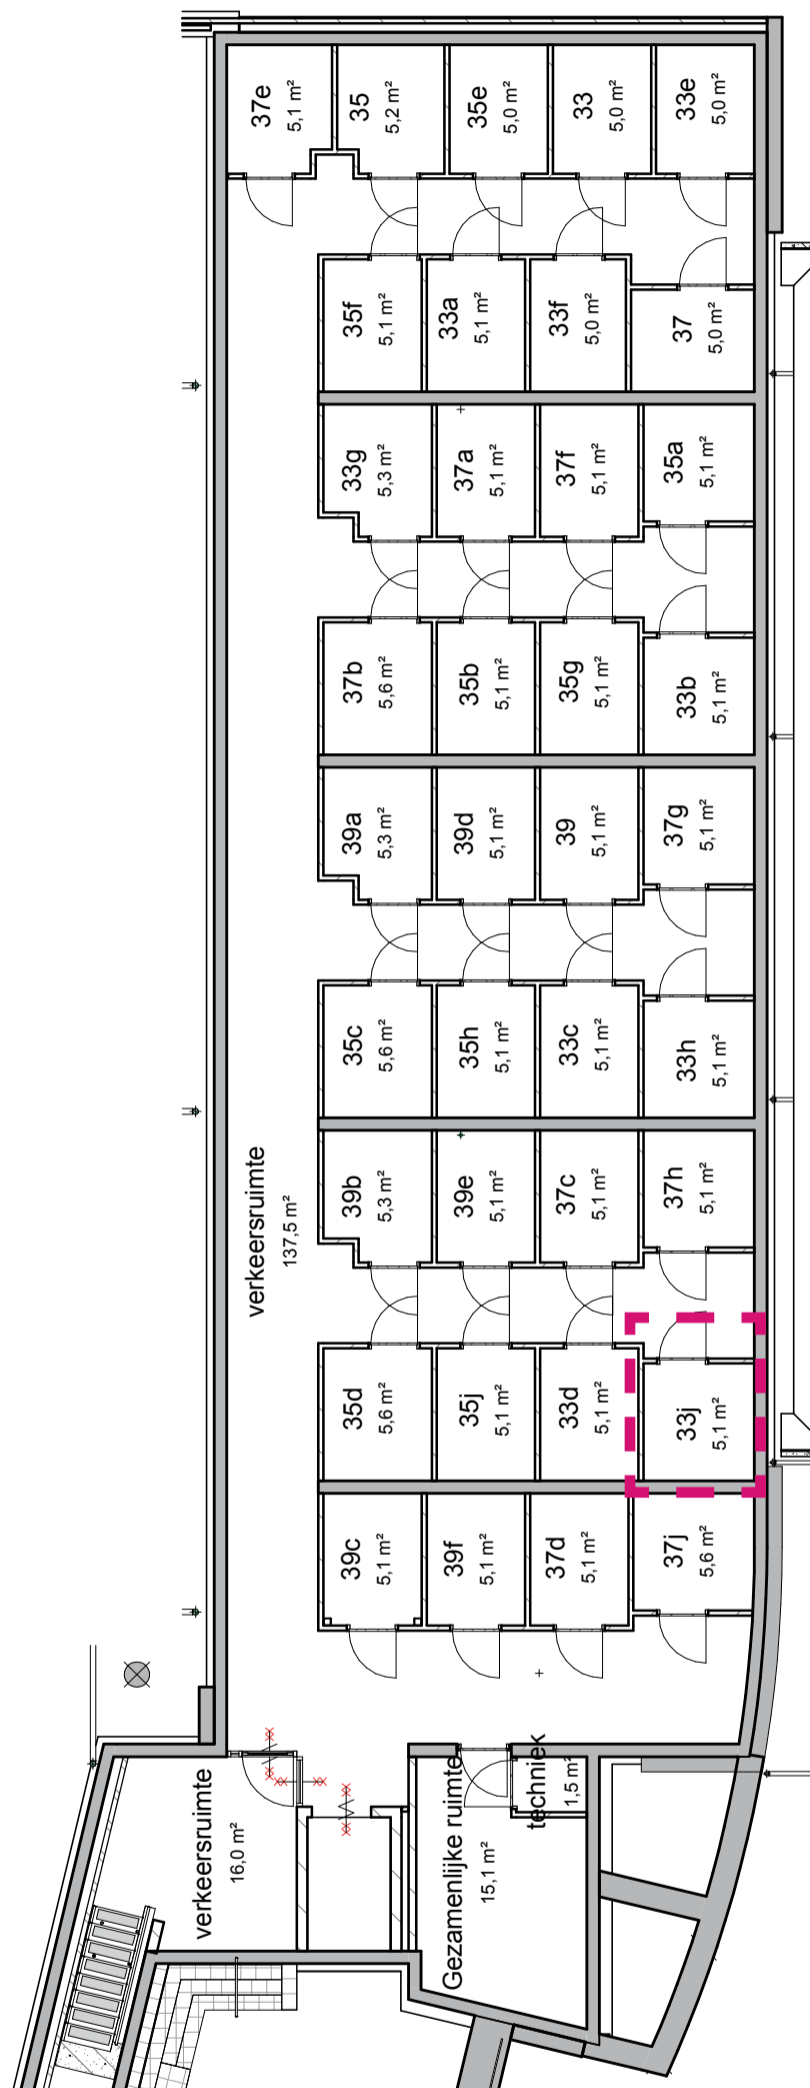 37e
5,1 m²
35
5,2 m²
35e
5,0 m²
33
5,0 m²
33e
5,0 m²
35f
5,1 m²
33a
5,1 m²
33f
5,0 m²
37
5,0 m²
33g
5,3 m²
37a
5,1 m²
37f
5,1 m²
35a
5,1 m²
37b
5,6 m²
35b
5,1 m²
35g
5,1 m²
33b
5,1 m²
39a
5,3 m²
39d
5,1 m²
39
5,1 m²
37g
5,1 m²
35c
5,6 m²
35h
5,1 m²
33c
5,1 m²
33h
5,1 m²
verkeersruimte
137,5 m²
39b
5,3 m²
39e
5,1 m²
37c
5,1 m²
37h
5,1 m²
35d
5,6 m²
35j
5,1 m²
33d
5,1 m²
33j
5,1 m²
39c
5,1 m²
39f
5,1 m²
37d
5,1 m²
37j
5,6 m²
verkeersruimte
16,0 m²
Gezamenlijke ruimte
15,1 m²
techniek
1,5 m²